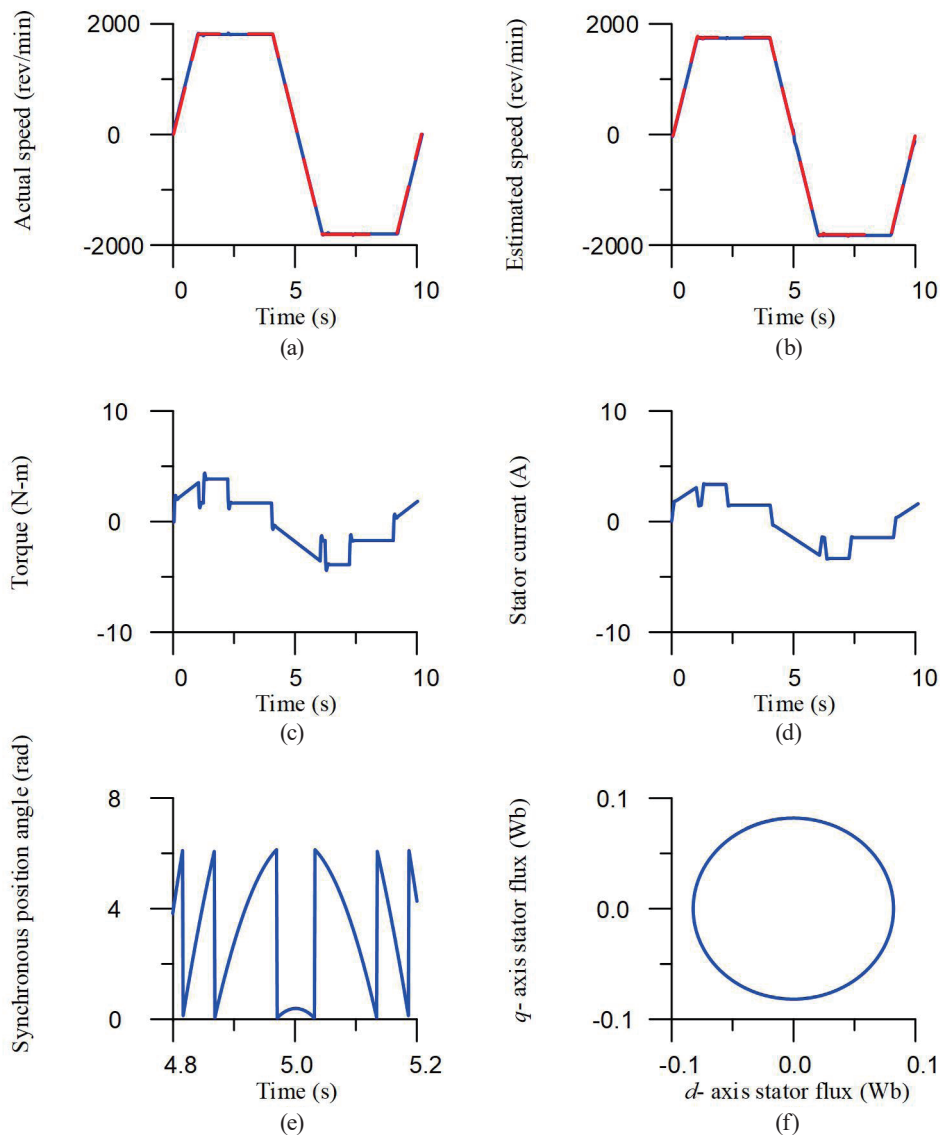 Actual speed (rev/min)
2000
0
-2000
0 5 10
Time (s)
(a)
Estimated speed (rev/min)
2000
0
-2000
0 5 10
Time (s)
(b)
Torque (N-m)
10
0
-10
0 5 10
Time (s)
(c)
Stator current (A)
10
0
-10
0 5 10
Time (s)
(d)
Synchronous position angle (rad)
8
4
0
4.8 5.0 5.2
Time (s)
(e)
q- axis stator flux (Wb)
0.1
0.0
-0.1
-0.1 0.0 0.1
d- axis stator flux (Wb)
(f)